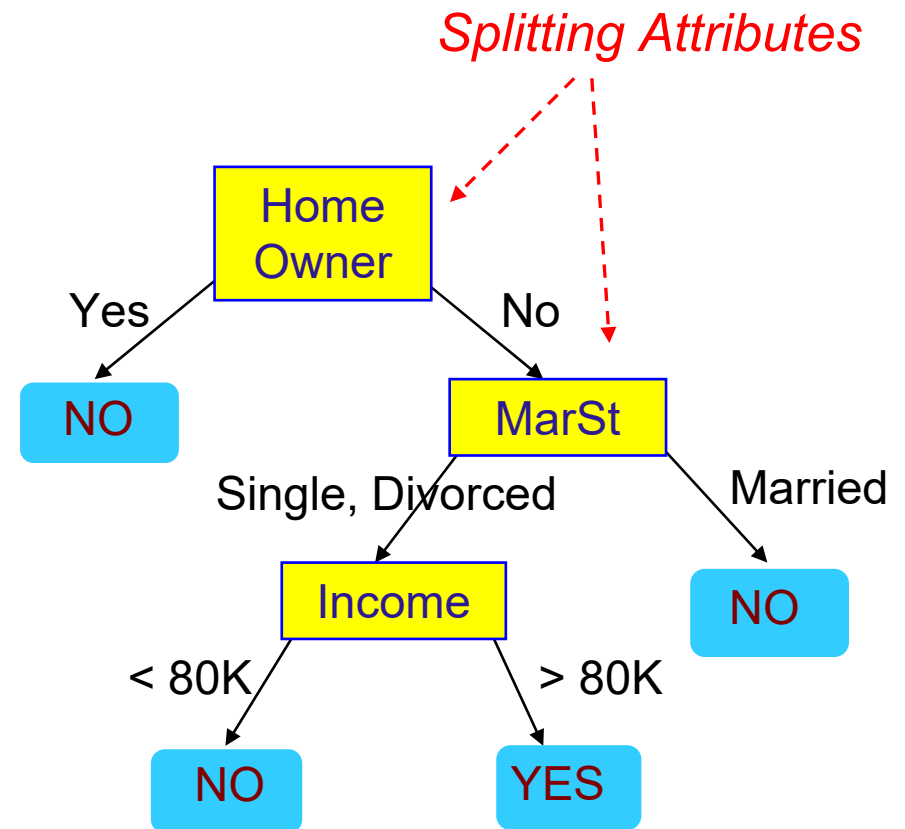 Splitting Attributes
Home
Owner
Yes
No
NO
MarSt
Single, Divorced
Married
Income
NO
< 80K
> 80K
NO
YES